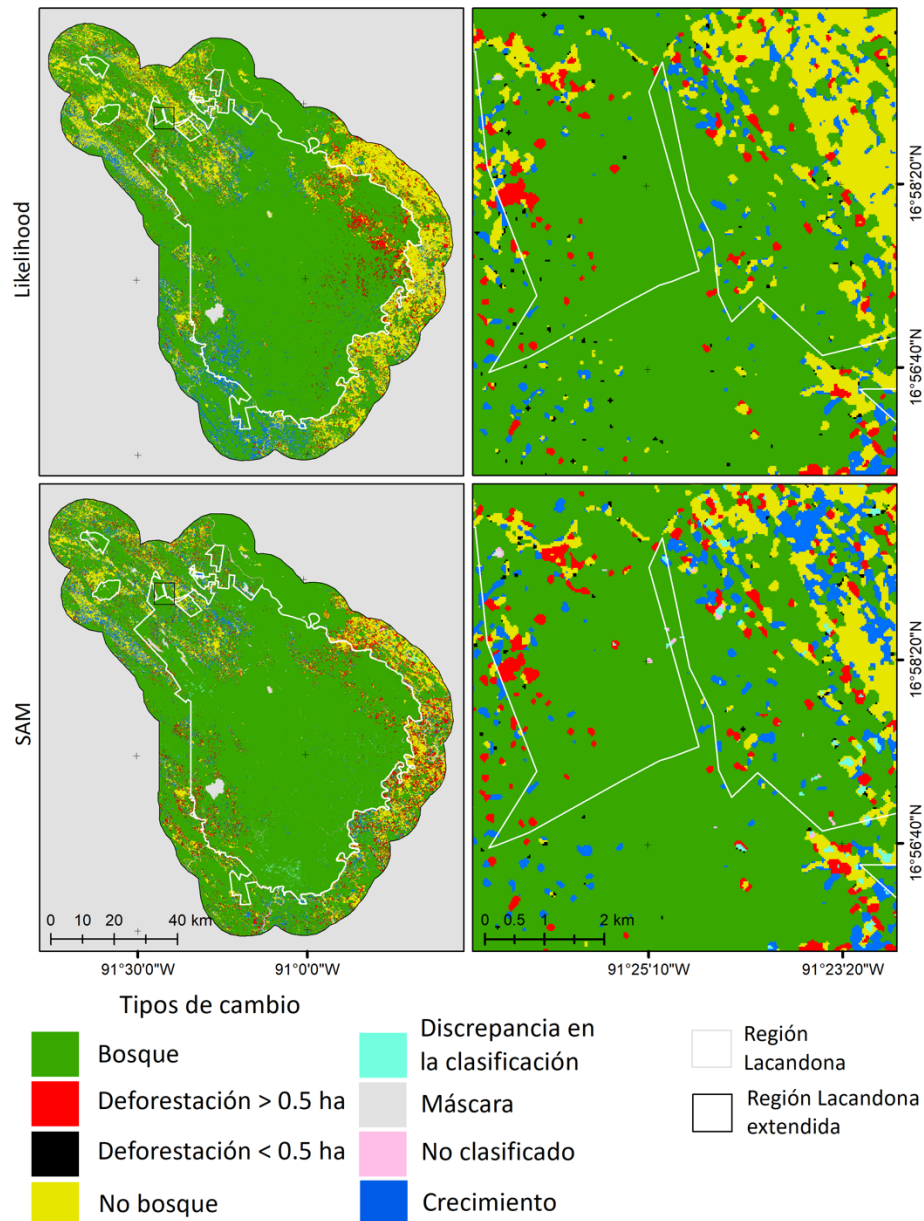 Likelihood
16°58'20"N
16°56'40"N
SAM
16°58'20"N
16°56'40"N
0 10 20 40 km
0 0.5 1 2 km
91°30'0"W 91°0'0"W 91°25'10"W 91°23'20"W
Tipos de cambio
Bosque
Deforestación > 0.5 ha
Deforestación < 0.5 ha
No bosque
Discrepancia en
la clasificación
Máscara
No clasificado
Crecimiento
Región
Lacandona
Región Lacandona
extendida